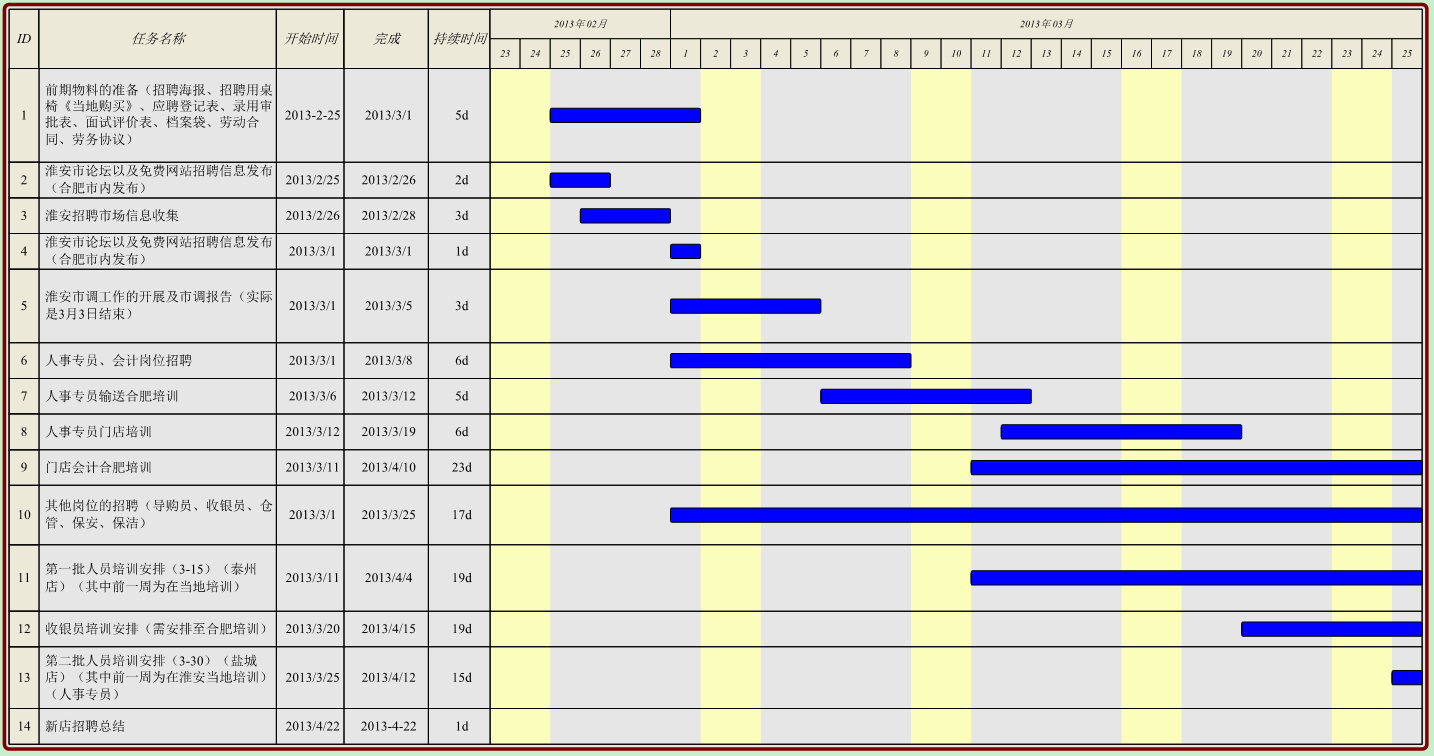 ID 任务名称 开始时间 完成 持续时间 2013年02月 2013年03月
23 24 25 26 27 28 1 2 3 4 5 6 7 8 9 10 11 12 13 14 15 16 17 18 19 20 21 22 23 24 25
1 前期物料的准备（招聘海报、招聘用桌
椅《当地购买》、应聘登记表、录用审
批表、面试评价表、档案袋、劳动合
同、劳务协议） 2013-2-25 2013/3/1 5d
2 淮安市论坛以及免费网站招聘信息发布
（合肥市内发布） 2013/2/25 2013/2/26 2d
3 淮安招聘市场信息收集 2013/2/26 2013/2/28 3d
4 淮安市论坛以及免费网站招聘信息发布
（合肥市内发布） 2013/3/1 2013/3/1 1d
5 淮安市调工作的开展及市调报告（实际
是3月3日结束） 2013/3/1 2013/3/5 3d
6 人事专员、会计岗位招聘 2013/3/1 2013/3/8 6d
7 人事专员输送合肥培训 2013/3/6 2013/3/12 5d
8 人事专员门店培训 2013/3/12 2013/3/19 6d
9 门店会计合肥培训 2013/3/11 2013/4/10 23d
10 其他岗位的招聘（导购员、收银员、仓
管、保安、保洁） 2013/3/1 2013/3/25 17d
11 第一批人员培训安排（3-15）（泰州
店）（其中前一周为在当地培训） 2013/3/11 2013/4/4 19d
12 收银员培训安排（需安排至合肥培训） 2013/3/20 2013/4/15 19d
13 第二批人员培训安排（3-30）（盐城
店）（其中前一周为在淮安当地培训）
（人事专员） 2013/3/25 2013/4/12 15d
14 新店招聘总结 2013/4/22 2013-4-22 1d